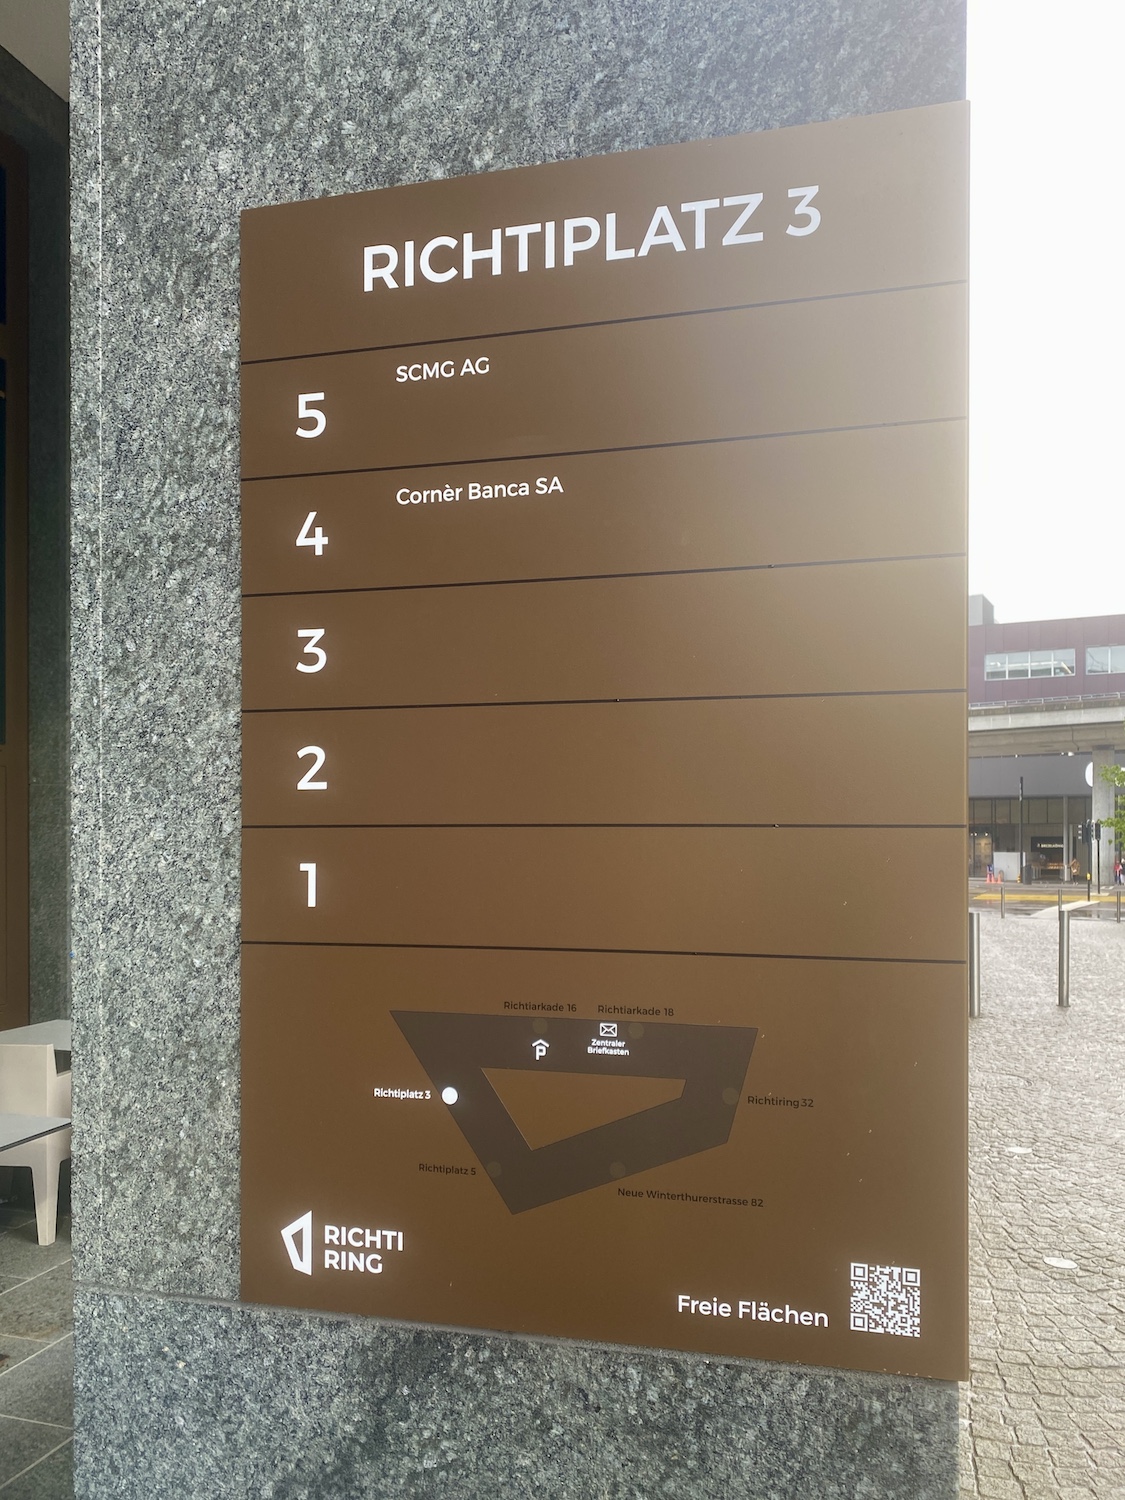 RICHTIPLATZ 3
SCMG AG
5
Cornèr Banca SA
4
3
2
1
Richtiarkade 16
Richtiarkade 18
P
Zentraler
Briefkasten
Richtiplatz 3
Richtiring 32
Richtiplatz 5
Neue Winterthurerstrasse 82
RICHTI
RING
Freie Flächen